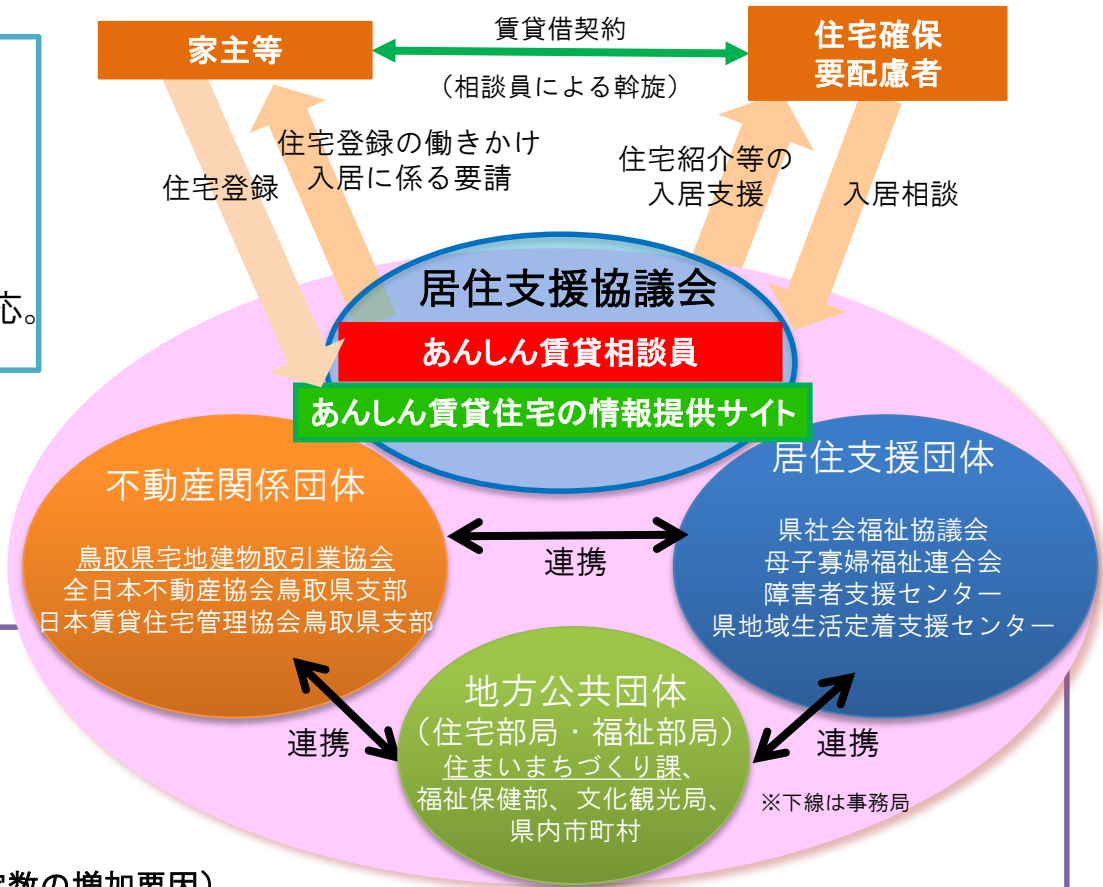 家主等
賃貸借契約
（相談員による斡旋）
住宅確保
要配慮者
住宅登録
住宅登録の働きかけ
入居に係る要請
住宅紹介等の
入居支援
入居相談
応。
居住支援協議会
あんしん賃貸相談員
あんしん賃貸住宅の情報提供サイト
不動産関係団体
鳥取県宅地建物取引業協会
全日本不動産協会鳥取県支部
日本賃貸住宅管理協会鳥取県支部
連携
居住支援団体
県社会福祉協議会
母子寡婦福祉連合会
障害者支援センター
県地域生活定着支援センター
連携
地方公共団体
（住宅部局・福祉部局）
住まいまちづくり課、
福祉保健部、文化観光局、
県内市町村
連携
※下線は事務局
数の増加要因）